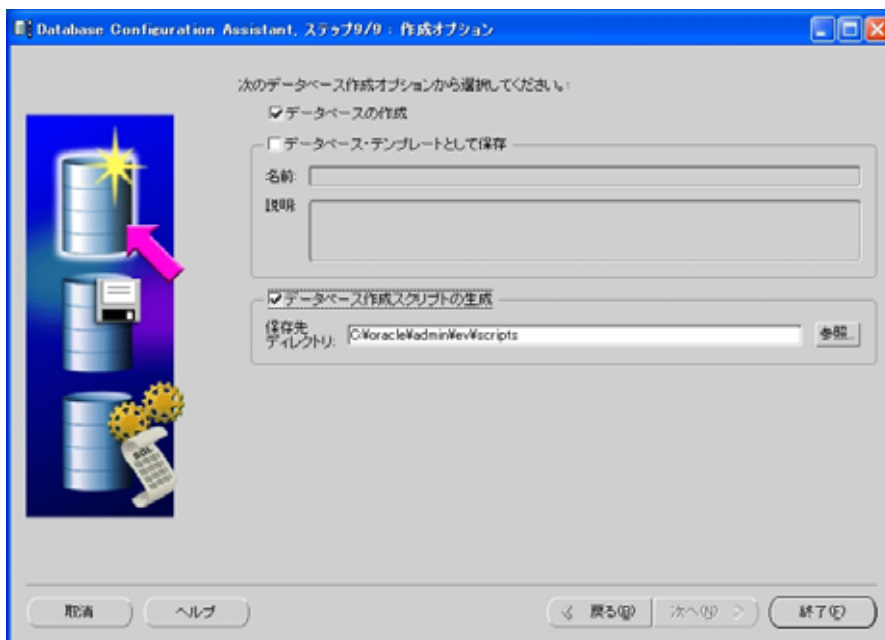 Database Configuration Assistant, ステップ9/9 : 作成オプション
次のデータベース作成オプションから選択してください。:
データベースの作成
データベース・テンプレートとして保存
名前:
説明:
データベース作成スクリプトの生成
保存先
ディレクトリ:
C:¥oracle¥admin¥ev¥scripts
参照...
SQL
取消
ヘルプ
戻る(B)
次へ(N)
終了(F)